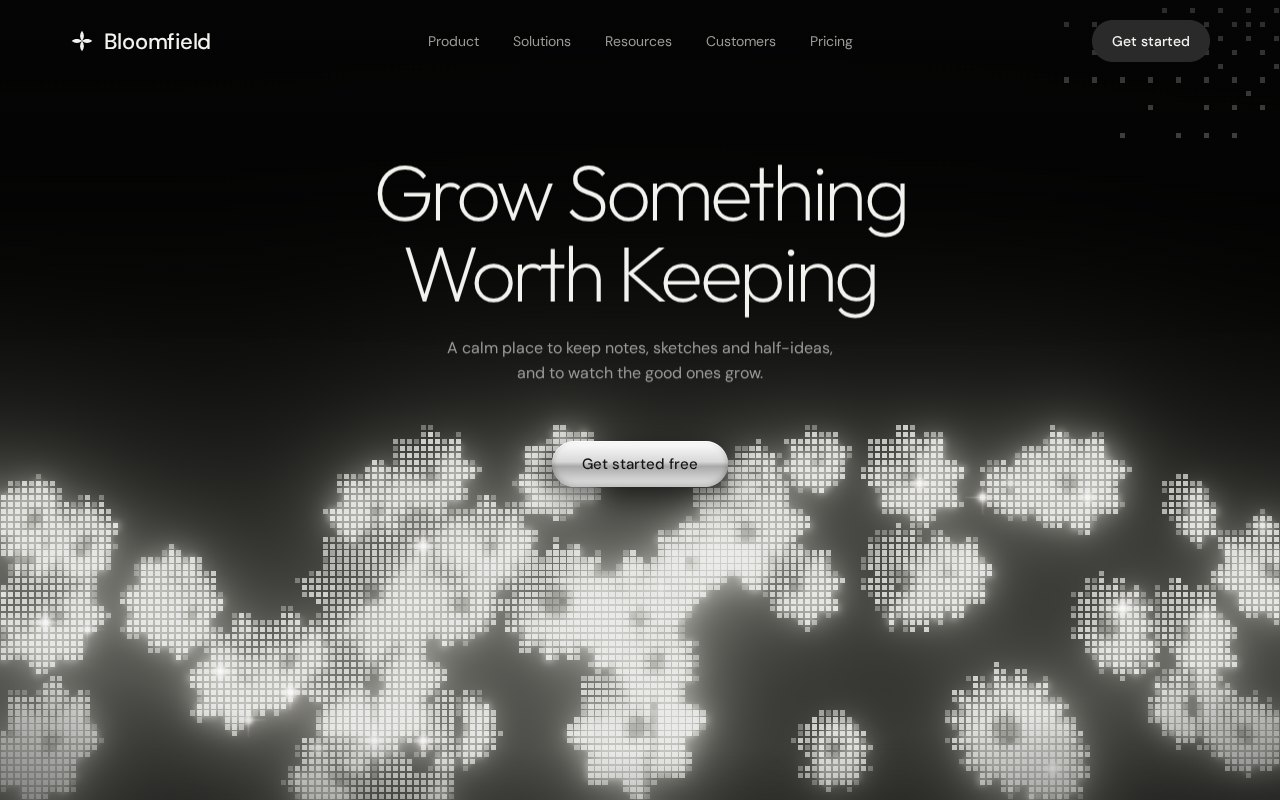 Bloomfield
Product Solutions Resources Customers Pricing
Get started
Grow Something
Worth Keeping
A calm place to keep notes, sketches and half-ideas,
and to watch the good ones grow.
Get started free